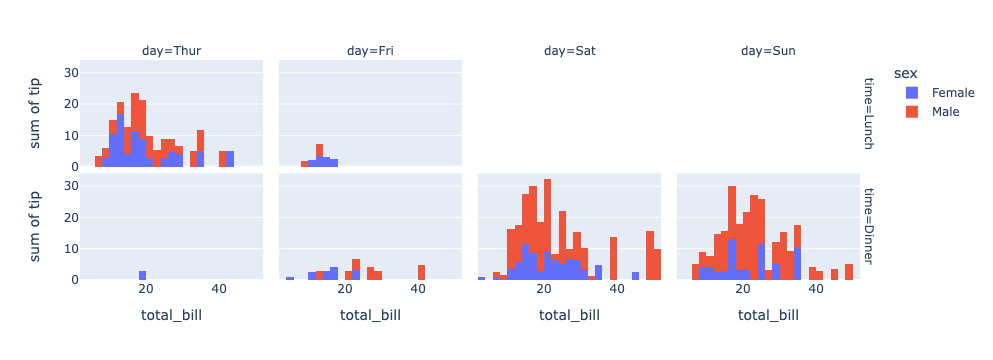 day=Thur
day=Fri
day=Sat
day=Sun
sex
Female
Male
sum of tip
30
20
10
0
time=Lunch
sum of tip
30
20
10
0
time=Dinner
20
40
20
40
20
40
20
40
total_bill
total_bill
total_bill
total_bill